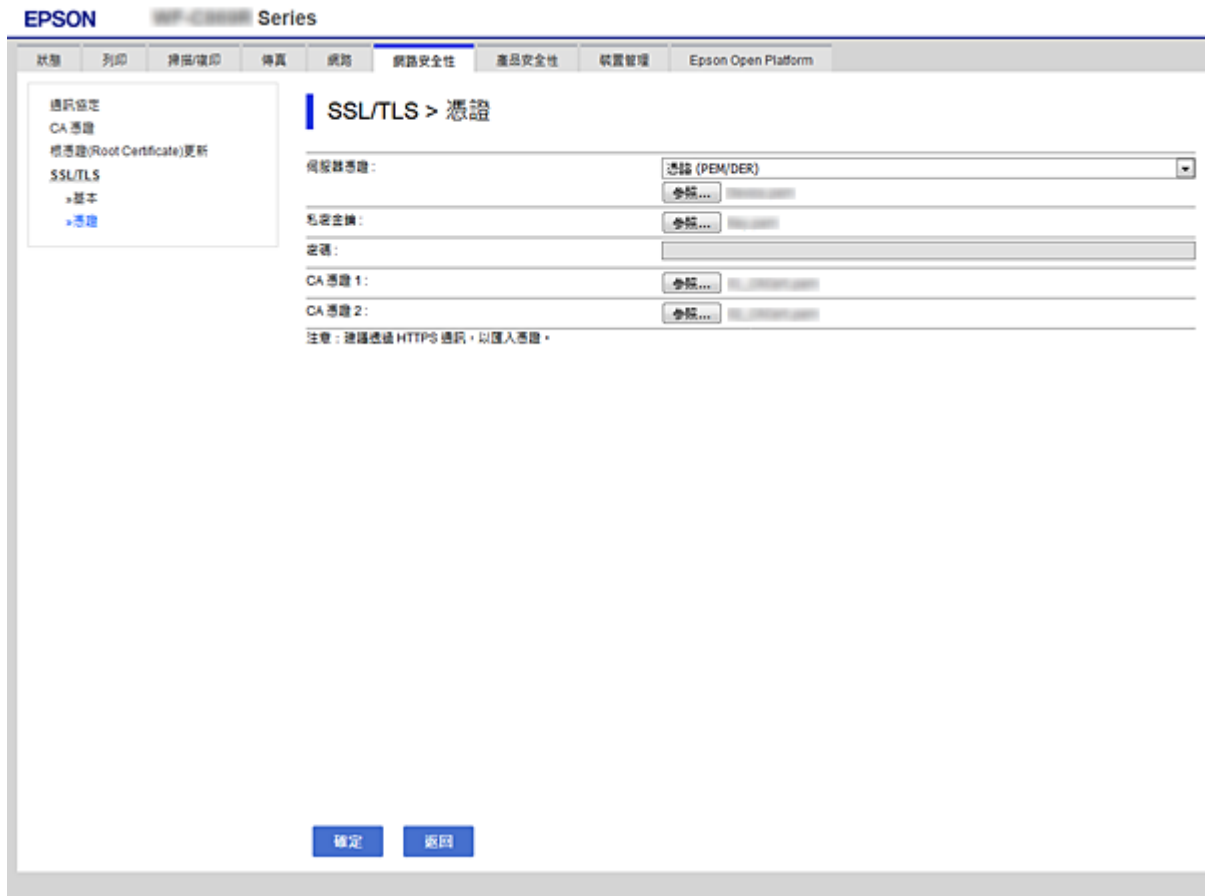 EPSON Series
狀態 列印 掃描/複印 傳真 網路 網路安全性 產品安全性 裝置管理 Epson Open Platform
通訊協定
CA 憑證
根憑證(Root Certificate)更新
SSL/TLS
»基本
»憑證
SSL/TLS > 憑證
伺服器憑證 : 憑證 (PEM/DER)
參照...
私密金鑰 : 參照...
密碼 :
CA 憑證 1 : 參照...
CA 憑證 2 : 參照...
注意 : 建議透過 HTTPS 通訊，以匯入憑證。
確定 返回